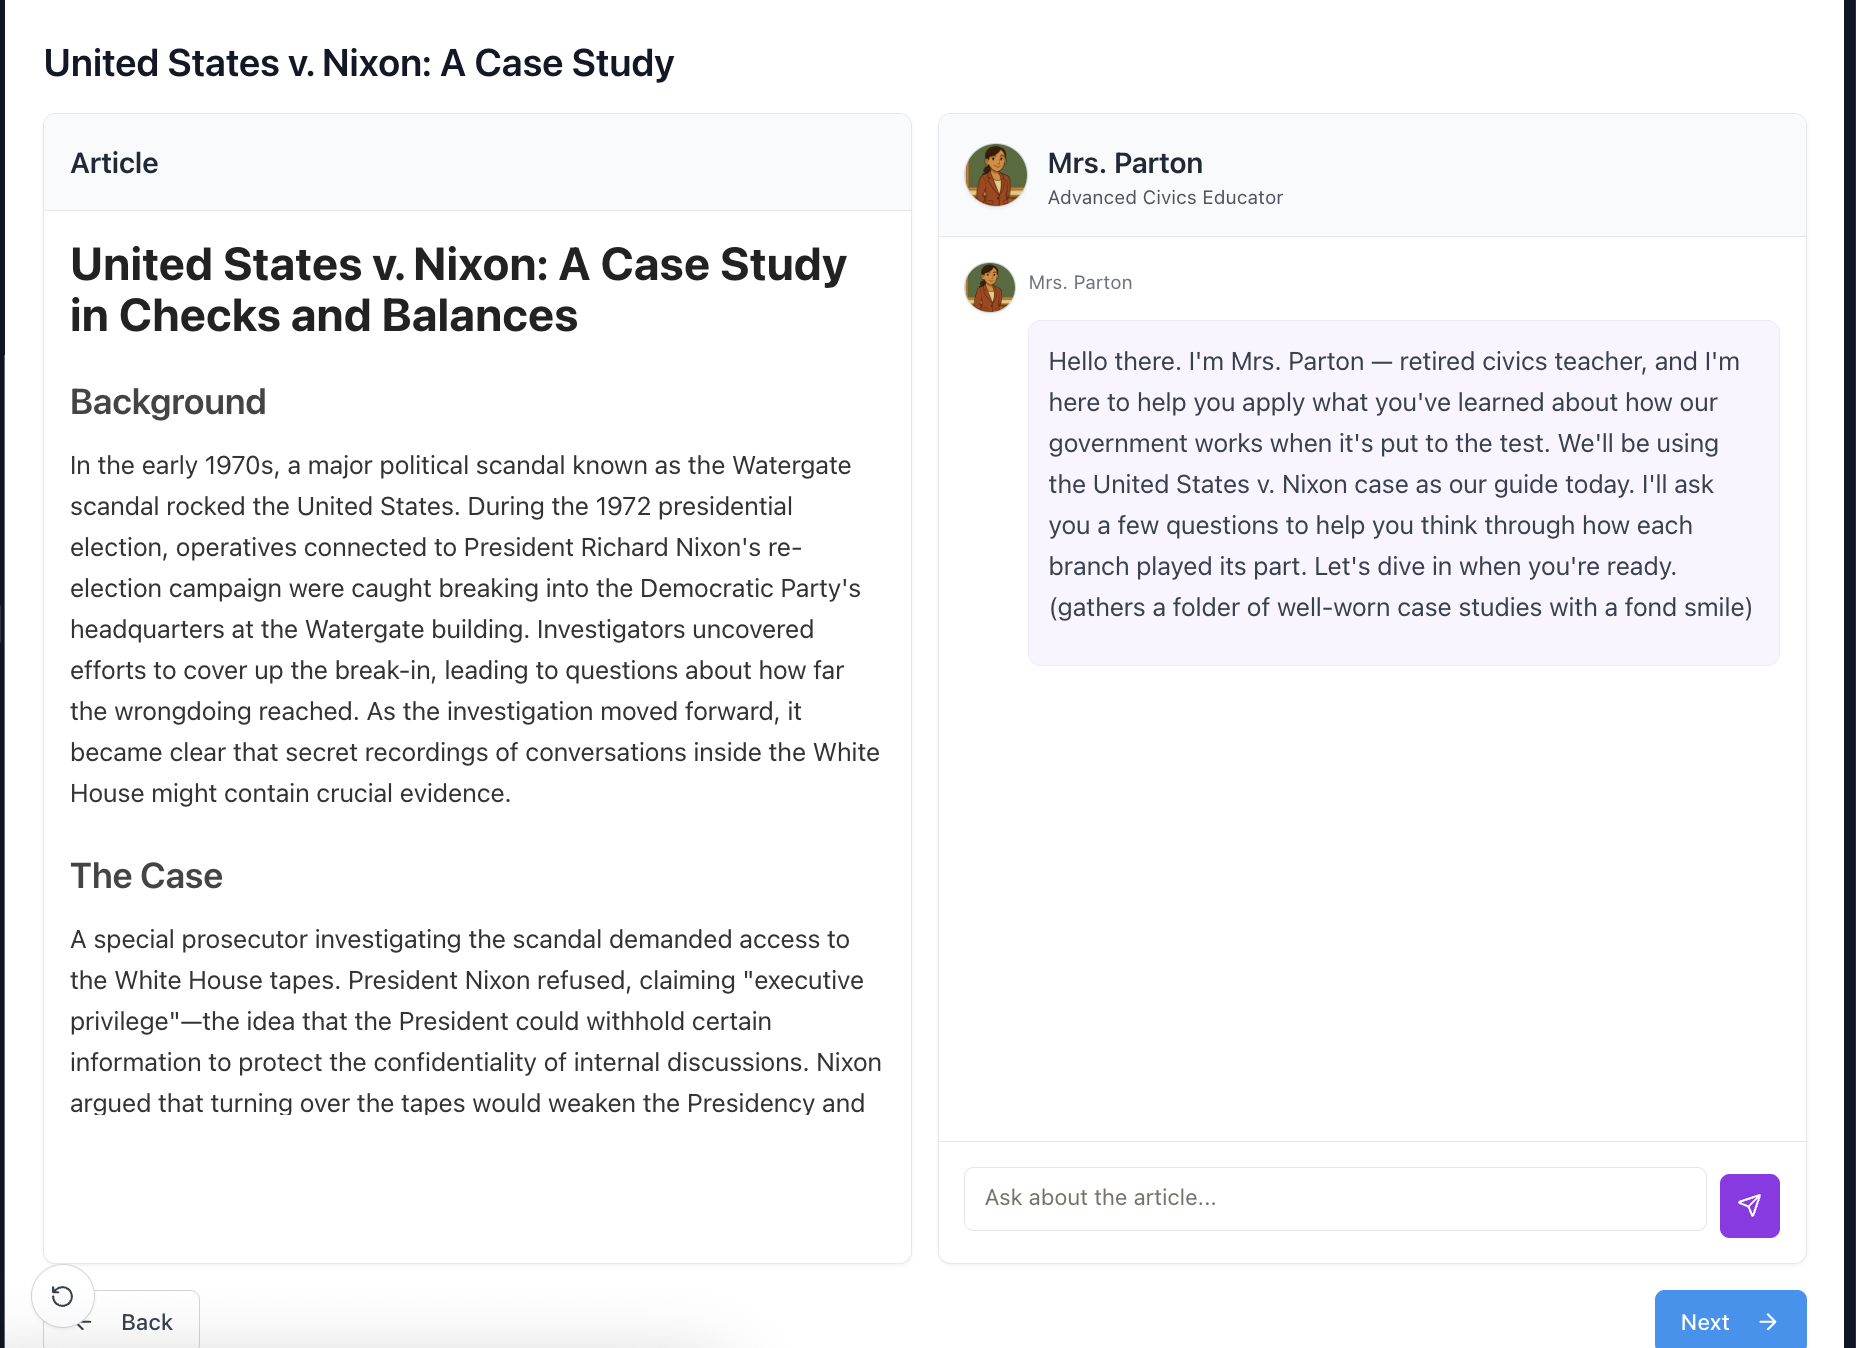 United States v. Nixon: A Case Study
Article
United States v. Nixon: A Case Study
in Checks and Balances
Background
In the early 1970s, a major political scandal known as the Watergate
scandal rocked the United States. During the 1972 presidential
election, operatives connected to President Richard Nixon's re-
election campaign were caught breaking into the Democratic Party's
headquarters at the Watergate building. Investigators uncovered
efforts to cover up the break-in, leading to questions about how far
the wrongdoing reached. As the investigation moved forward, it
became clear that secret recordings of conversations inside the White
House might contain crucial evidence.
The Case
A special prosecutor investigating the scandal demanded access to
the White House tapes. President Nixon refused, claiming "executive
privilege"—the idea that the President could withhold certain
information to protect the confidentiality of internal discussions. Nixon
argued that turning over the tapes would weaken the Presidency and
Mrs. Parton
Advanced Civics Educator
Mrs. Parton
Hello there. I'm Mrs. Parton — retired civics teacher, and I'm
here to help you apply what you've learned about how our
government works when it's put to the test. We'll be using
the United States v. Nixon case as our guide today. I'll ask
you a few questions to help you think through how each
branch played its part. Let's dive in when you're ready.
(gathers a folder of well-worn case studies with a fond smile)
Ask about the article...
Back
Next